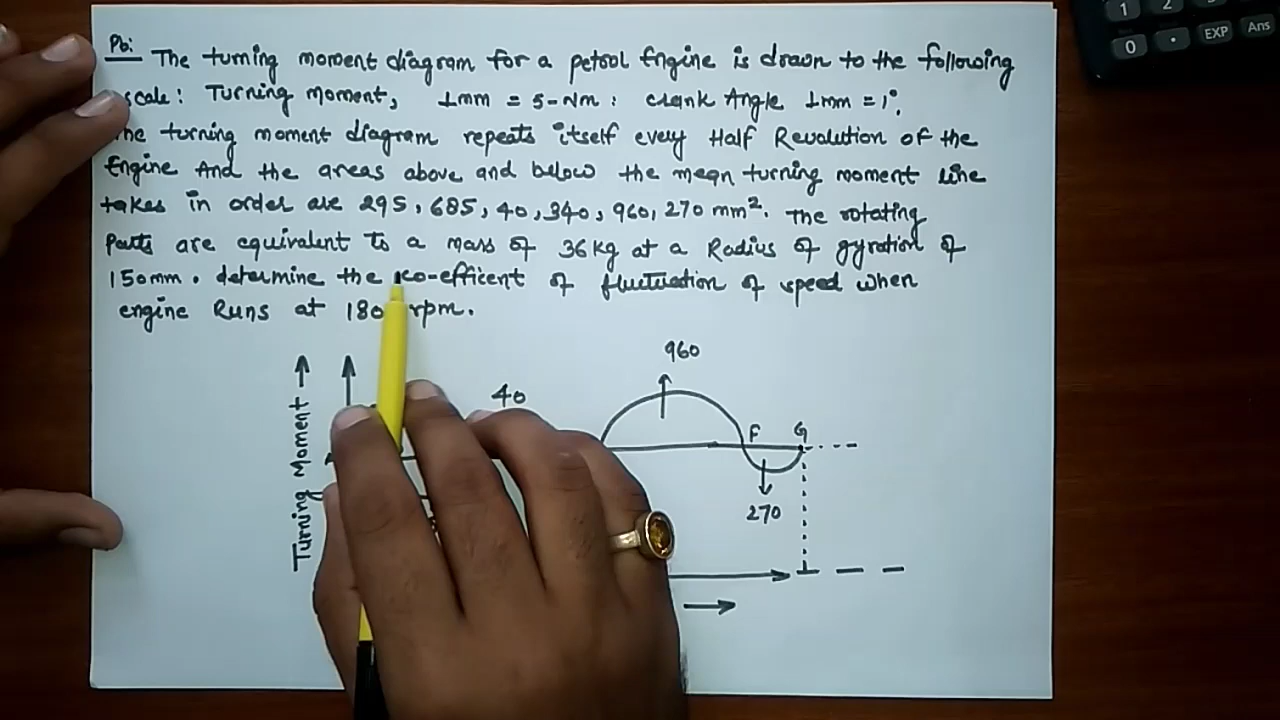 Pb: The turning moment diagram for a petrol Engine is drawn to the following
scale: Turning Moment, 1mm = 5-Nm: crank Angle 1mm = 1°.
The turning moment diagram repeats itself every Half Revolution of the
Engine And the areas above and below the mean turning moment line
takes in order are 295, 685, 40, 340, 960, 270 mm². The rotating
Parts are equivalent to a mass of 36kg at a Radius of gyration of
150mm. determine the co-efficent of fluctuation of speed when
engine Runs at 180 rpm.
960
40
F G
270
Turning Moment
1 2
0 . EXP Ans